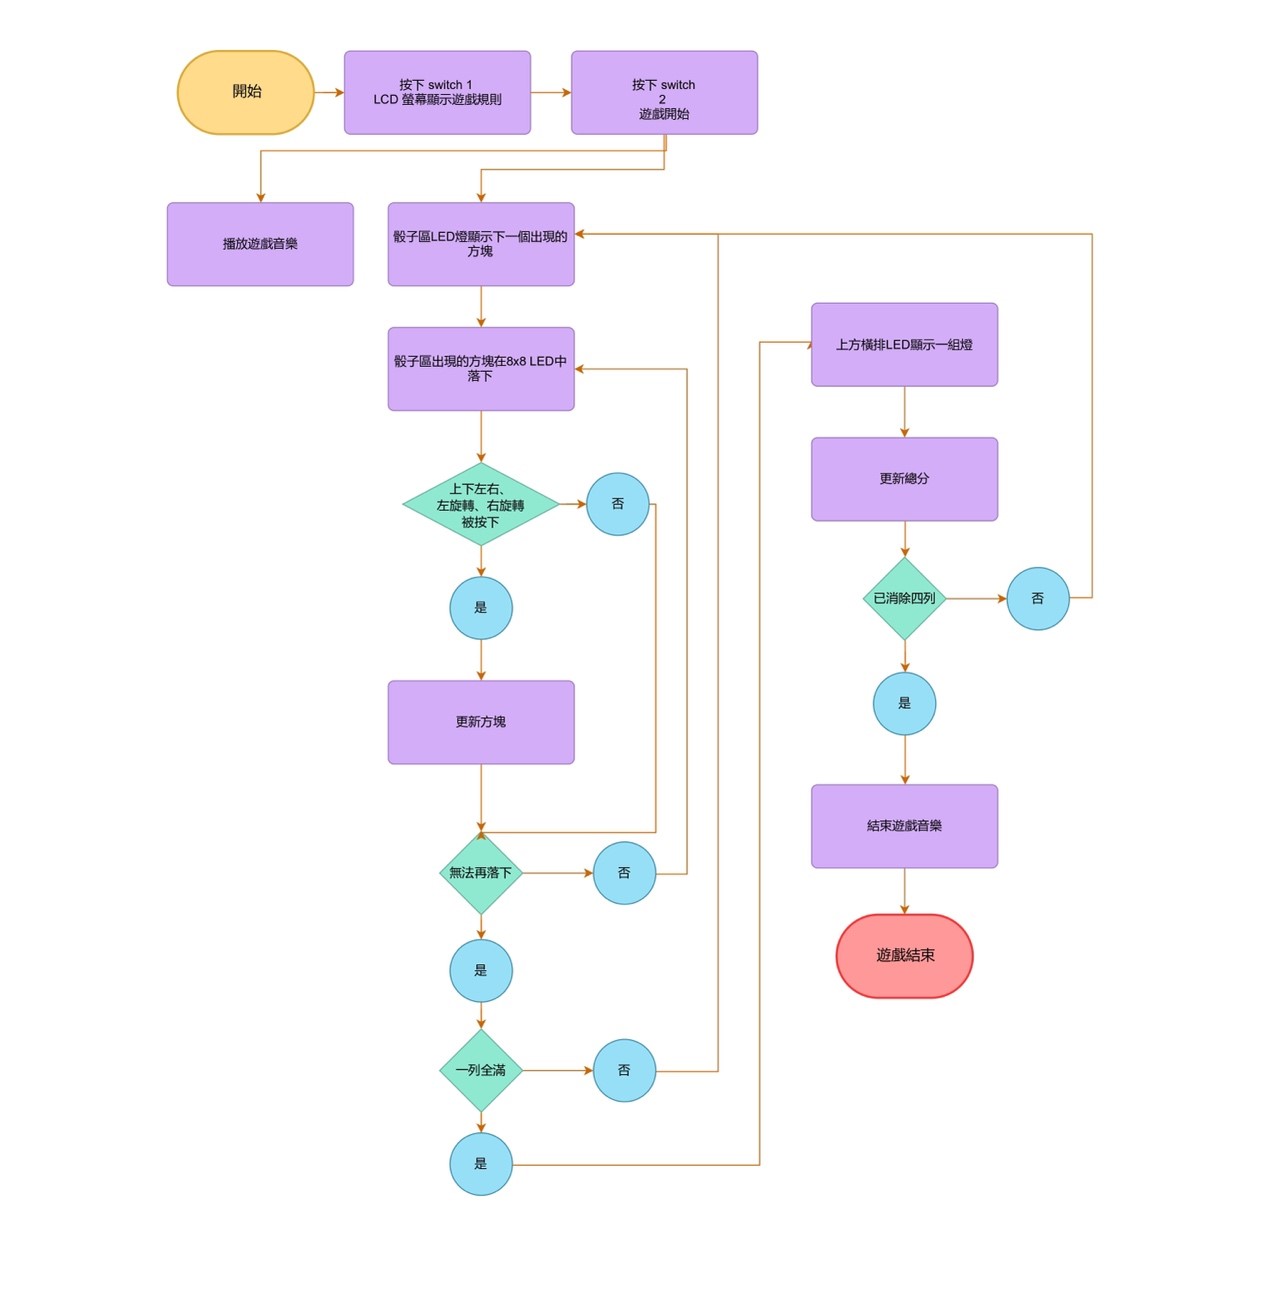 開始
按下 switch 1
LCD 螢幕顯示遊戲規則
按下 switch
2
遊戲開始
播放遊戲音樂
骰子區LED燈顯示下一個出現的
方塊
骰子區出現的方塊在8x8 LED中
落下
上下左右、
左旋轉、右旋轉
被按下
否
是
更新方塊
無法再落下
否
是
一列全滿
否
是
上方橫排LED顯示一組燈
更新總分
已消除四列
否
是
結束遊戲音樂
遊戲結束